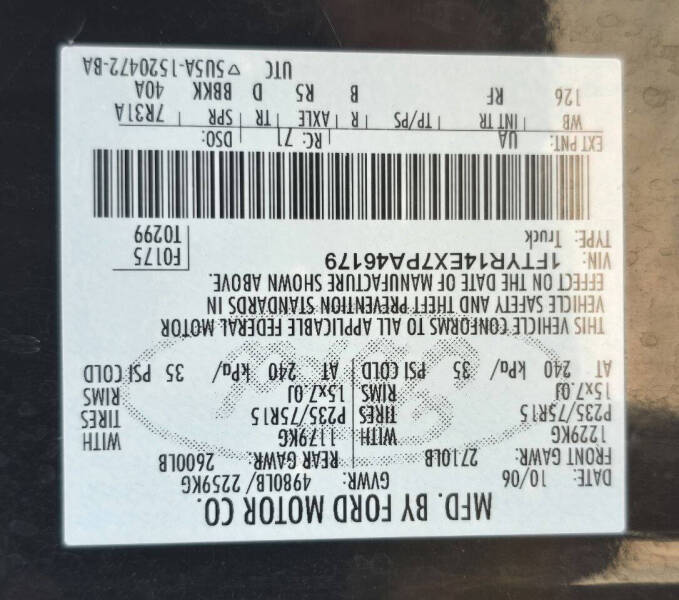 MFD. BY FORD MOTOR CO.
DATE: 10/06 GVWR: 4980LB/ 2259KG
FRONT GAWR: 2710LB REAR GAWR: 2600LB
1229KG WITH 1179KG WITH
P235/75R15 TIRES P235/75R15 TIRES
15x7.0J RIMS 15x7.0J RIMS
AT 240 kPa/ 35 PSI COLD AT 240 kPa/ 35 PSI COLD
THIS VEHICLE CONFORMS TO ALL APPLICABLE FEDERAL MOTOR
VEHICLE SAFETY AND THEFT PREVENTION STANDARDS IN
EFFECT ON THE DATE OF MANUFACTURE SHOWN ABOVE.
VIN: 1FTYR14EX7PA46179 F0175
TYPE: Truck T0299
EXT PNT: UA RC: 71 DSO:
WB INT TR TP/PS R AXLE TR SPR 7R31A
126 RF B R5 D BBKK 40A
UTC ▽ 5U5A-1520472-BA